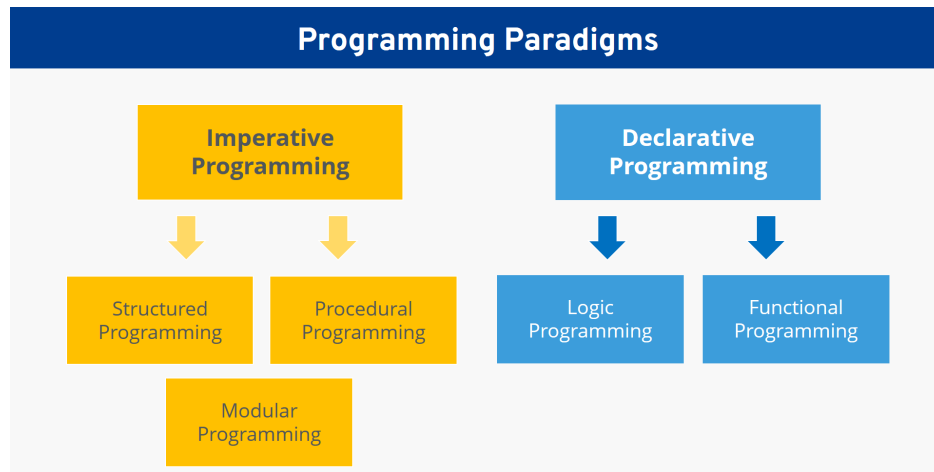 Programming Paradigms
Imperative
Programming
Declarative
Programming
Structured
Programming
Procedural
Programming
Logic
Programming
Functional
Programming
Modular
Programming